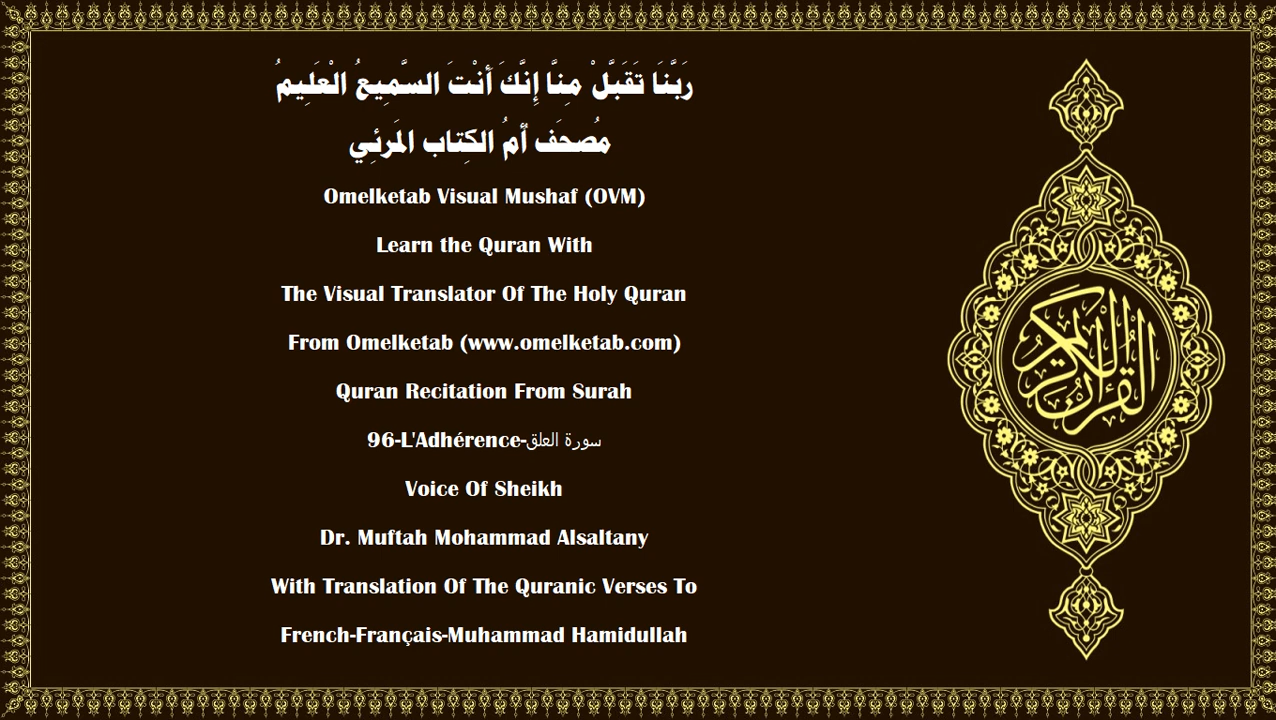 رَبَّنَا تَقَبَّلْ مِنَّا إِنَّكَ أَنْتَ السَّمِيعُ الْعَلِيمُ
مُصحَف أمُ الكِتاب المَرئِي
Omelketab Visual Mushaf (OVM)
Learn the Quran With
The Visual Translator Of The Holy Quran
From Omelketab (www.omelketab.com)
Quran Recitation From Surah
96-L'Adhérence-سورة العلق
Voice Of Sheikh
Dr. Muftah Mohammad Alsaltany
With Translation Of The Quranic Verses To
French-Français-Muhammad Hamidullah
القرآن الكريم